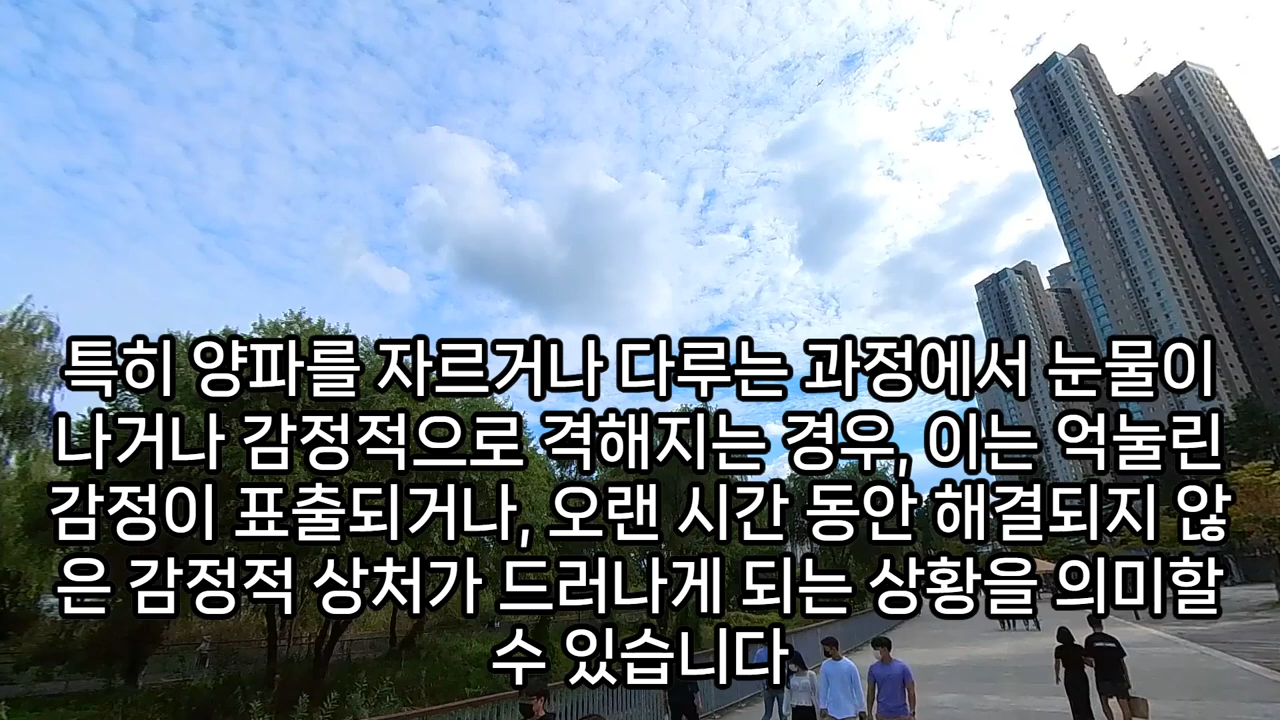 특히 양파를 자르거나 다루는 과정에서 눈물이
나거나 감정적으로 격해지는 경우, 이는 억눌린
감정이 표출되거나, 오랜 시간 동안 해결되지 않
은 감정적 상처가 드러나게 되는 상황을 의미할
수 있습니다